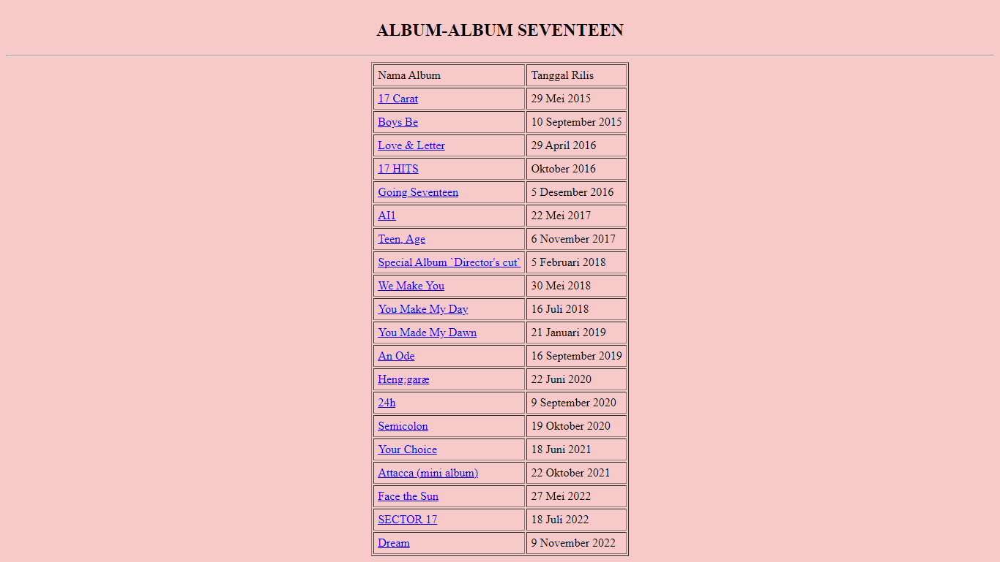 ALBUM-ALBUM SEVENTEEN
Nama Album Tanggal Rilis
17 Carat 29 Mei 2015
Boys Be 10 September 2015
Love & Letter 29 April 2016
17 HITS Oktober 2016
Going Seventeen 5 Desember 2016
AI1 22 Mei 2017
Teen, Age 6 November 2017
Special Album `Director's cut` 5 Februari 2018
We Make You 30 Mei 2018
You Make My Day 16 Juli 2018
You Made My Dawn 21 Januari 2019
An Ode 16 September 2019
Heng:garæ 22 Juni 2020
24h 9 September 2020
Semicolon 19 Oktober 2020
Your Choice 18 Juni 2021
Attacca (mini album) 22 Oktober 2021
Face the Sun 27 Mei 2022
SECTOR 17 18 Juli 2022
Dream 9 November 2022